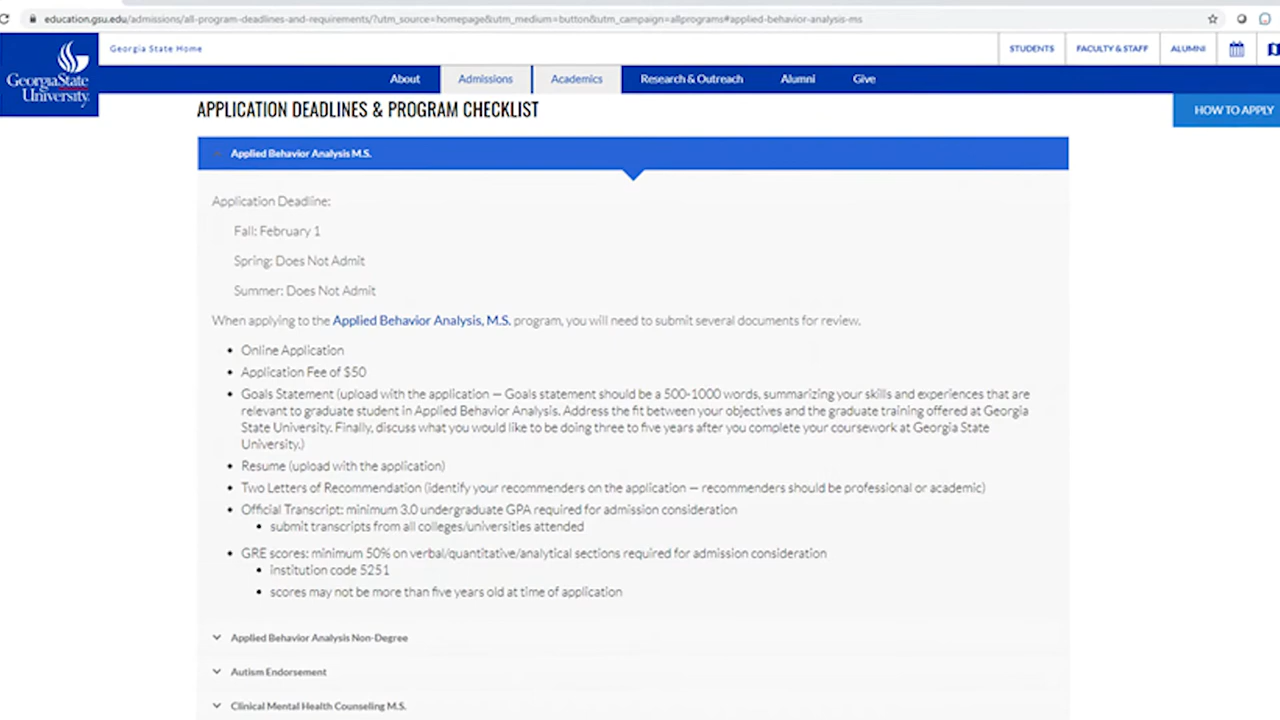 education.gsu.edu/admissions/all-program-deadlines-and-requirements/?utm_source=homepage&utm_medium=button&utm_campaign=allprograms#applied-behavior-analysis-ms
Georgia State Home
STUDENTS
FACULTY & STAFF
ALUMNI
GeorgiaState
University
About
Admissions
Academics
Research & Outreach
Alumni
Give
APPLICATION DEADLINES & PROGRAM CHECKLIST
HOW TO APPLY
Applied Behavior Analysis M.S.
Application Deadline:
Fall: February 1
Spring: Does Not Admit
Summer: Does Not Admit
When applying to the Applied Behavior Analysis, M.S. program, you will need to submit several documents for review.
• Online Application
• Application Fee of $50
• Goals Statement (upload with the application — Goals statement should be a 500-1000 words, summarizing your skills and experiences that are
relevant to graduate student in Applied Behavior Analysis. Address the fit between your objectives and the graduate training offered at Georgia
State University. Finally, discuss what you would like to be doing three to five years after you complete your coursework at Georgia State
University.)
• Resume (upload with the application)
• Two Letters of Recommendation (identify your recommenders on the application — recommenders should be professional or academic)
• Official Transcript: minimum 3.0 undergraduate GPA required for admission consideration
• submit transcripts from all colleges/universities attended
• GRE scores: minimum 50% on verbal/quantitative/analytical sections required for admission consideration
• institution code 5251
• scores may not be more than five years old at time of application
Applied Behavior Analysis Non-Degree
Autism Endorsement
Clinical Mental Health Counseling M.S.